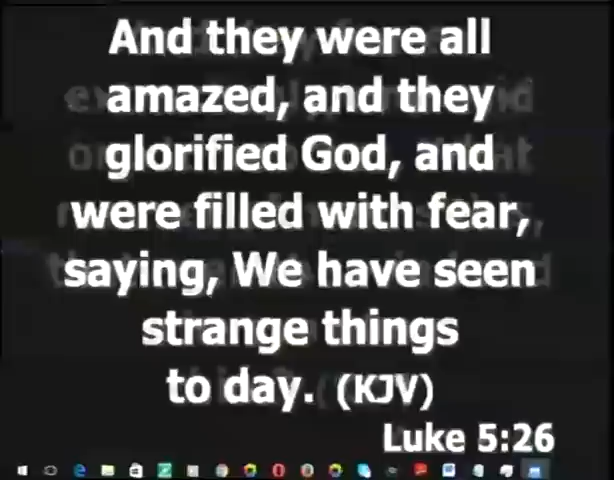 And they were all
amazed, and they
glorified God, and
were filled with fear,
saying, We have seen
strange things
to day. (KJV)
Luke 5:26